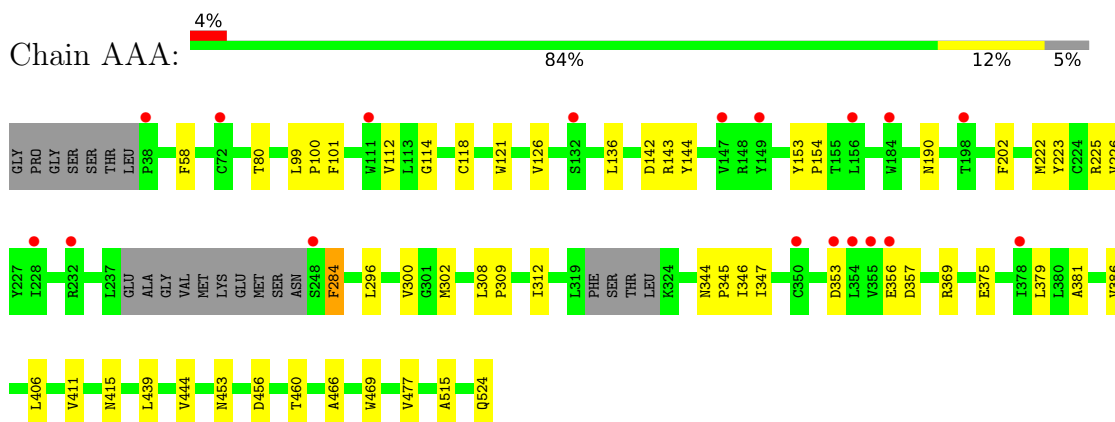 4%
Chain AAA:
84% 12% 5%
GLY PRO GLY SER SER THR LEU P38 F58 C72 T80 L99 P100 F101 W111 V112 L113 G114 C118 W121 V126 S132 L136 D142 R143 Y144 V147 R148 Y149 Y153 P154 T155 L156 W184 N190 T198 F202 M222 Y223 C224 R225
Y227 I228 R232 L237 GLU ALA GLY VAL MET LYS GLU MET SER ASN S248 F284 L296 V300 G301 M302 L308 P309 I312 L319 PHE SER THR LEU K324 N344 P345 I346 I347 C350 D353 L354 V355 E356 D357 R369 E375 I378 L379 L380 A381
L406 V411 N415 L439 V444 N453 D456 T460 A466 W469 V477 A515 Q524